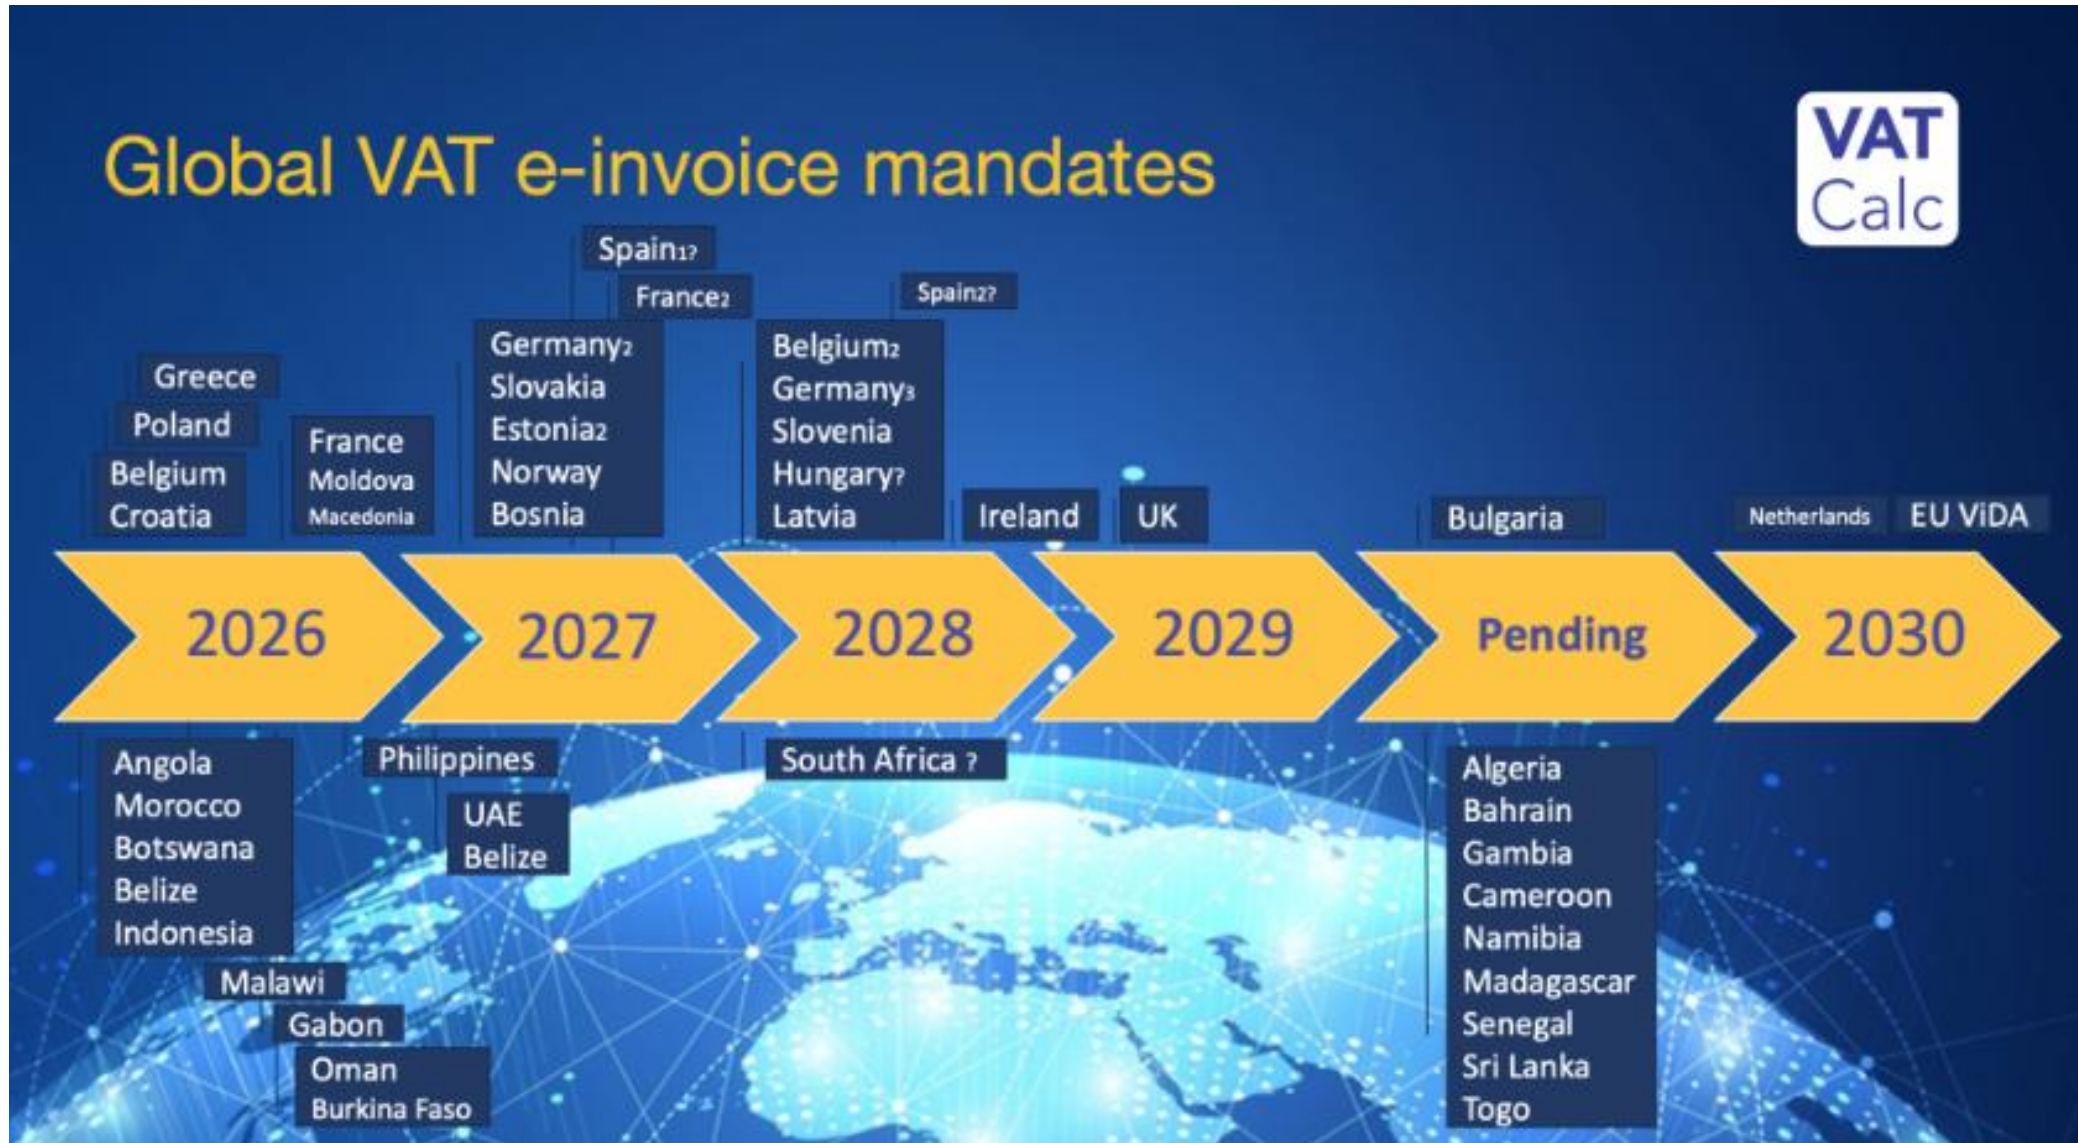 Global VAT e-invoice mandates
VAT
Calc
Spain1?
France2
Spain2?
Greece
Poland
Belgium
Croatia
France
Moldova
Macedonia
Germany2
Slovakia
Estonia2
Norway
Bosnia
Belgium2
Germany3
Slovenia
Hungary?
Latvia
Ireland
UK
Bulgaria
Netherlands
EU ViDA
2026
2027
2028
2029
Pending
2030
Angola
Morocco
Botswana
Belize
Indonesia
Malawi
Gabon
Oman
Burkina Faso
Philippines
UAE
Belize
South Africa ?
Algeria
Bahrain
Gambia
Cameroon
Namibia
Madagascar
Senegal
Sri Lanka
Togo